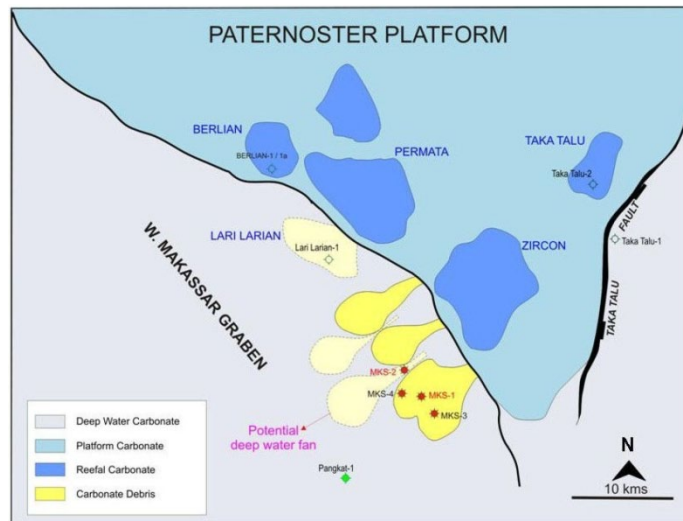 PATERNOSTER PLATFORM
BERLIAN
BERLIAN-1 / 1a
PERMATA
TAKA TALU
Taka Talu-2
FAULT
Taka Talu-1
TAKA TALU
LARI LARIAN
Lari Larian-1
ZIRCON
W. MAKASSAR GRABEN
MKS-2
MKS-4
MKS-1
MKS-3
Potential
deep water fan
Pangkat-1
Deep Water Carbonate
Platform Carbonate
Reefal Carbonate
Carbonate Debris
N
10 kms